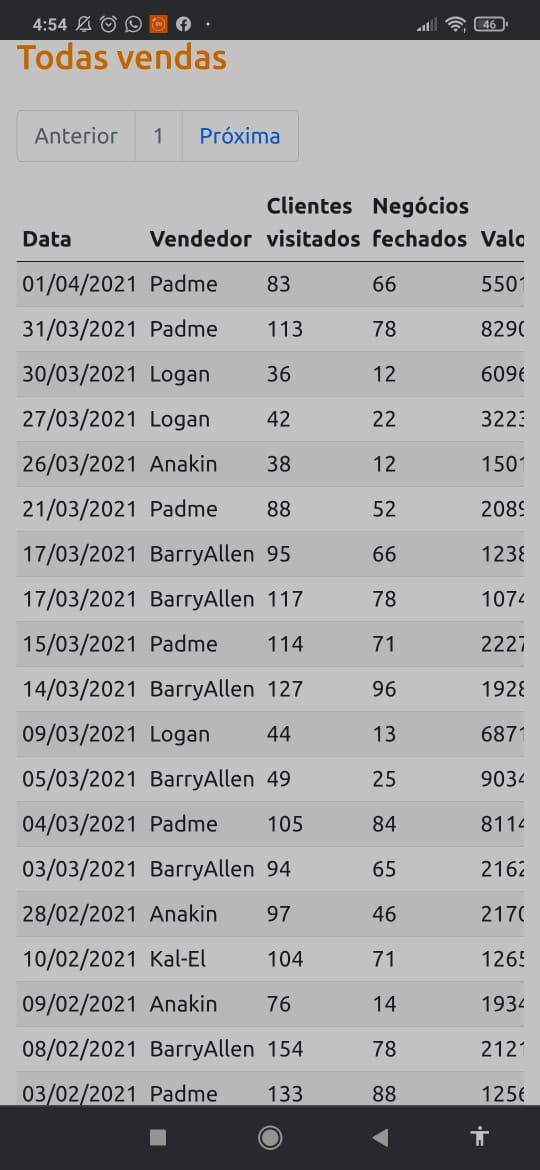 4:54 46
Todas vendas
Anterior 1 Próxima
Clientes Negócios
Data Vendedor visitados fechados Valo
01/04/2021 Padme 83 66 5501
31/03/2021 Padme 113 78 8290
30/03/2021 Logan 36 12 6096
27/03/2021 Logan 42 22 3223
26/03/2021 Anakin 38 12 1501
21/03/2021 Padme 88 52 2089
17/03/2021 BarryAllen 95 66 1238
17/03/2021 BarryAllen 117 78 1074
15/03/2021 Padme 114 71 2227
14/03/2021 BarryAllen 127 96 1928
09/03/2021 Logan 44 13 6871
05/03/2021 BarryAllen 49 25 9034
04/03/2021 Padme 105 84 8114
03/03/2021 BarryAllen 94 65 2162
28/02/2021 Anakin 97 46 2170
10/02/2021 Kal-El 104 71 1265
09/02/2021 Anakin 76 14 1934
08/02/2021 BarryAllen 154 78 2121
03/02/2021 Padme 133 88 1256